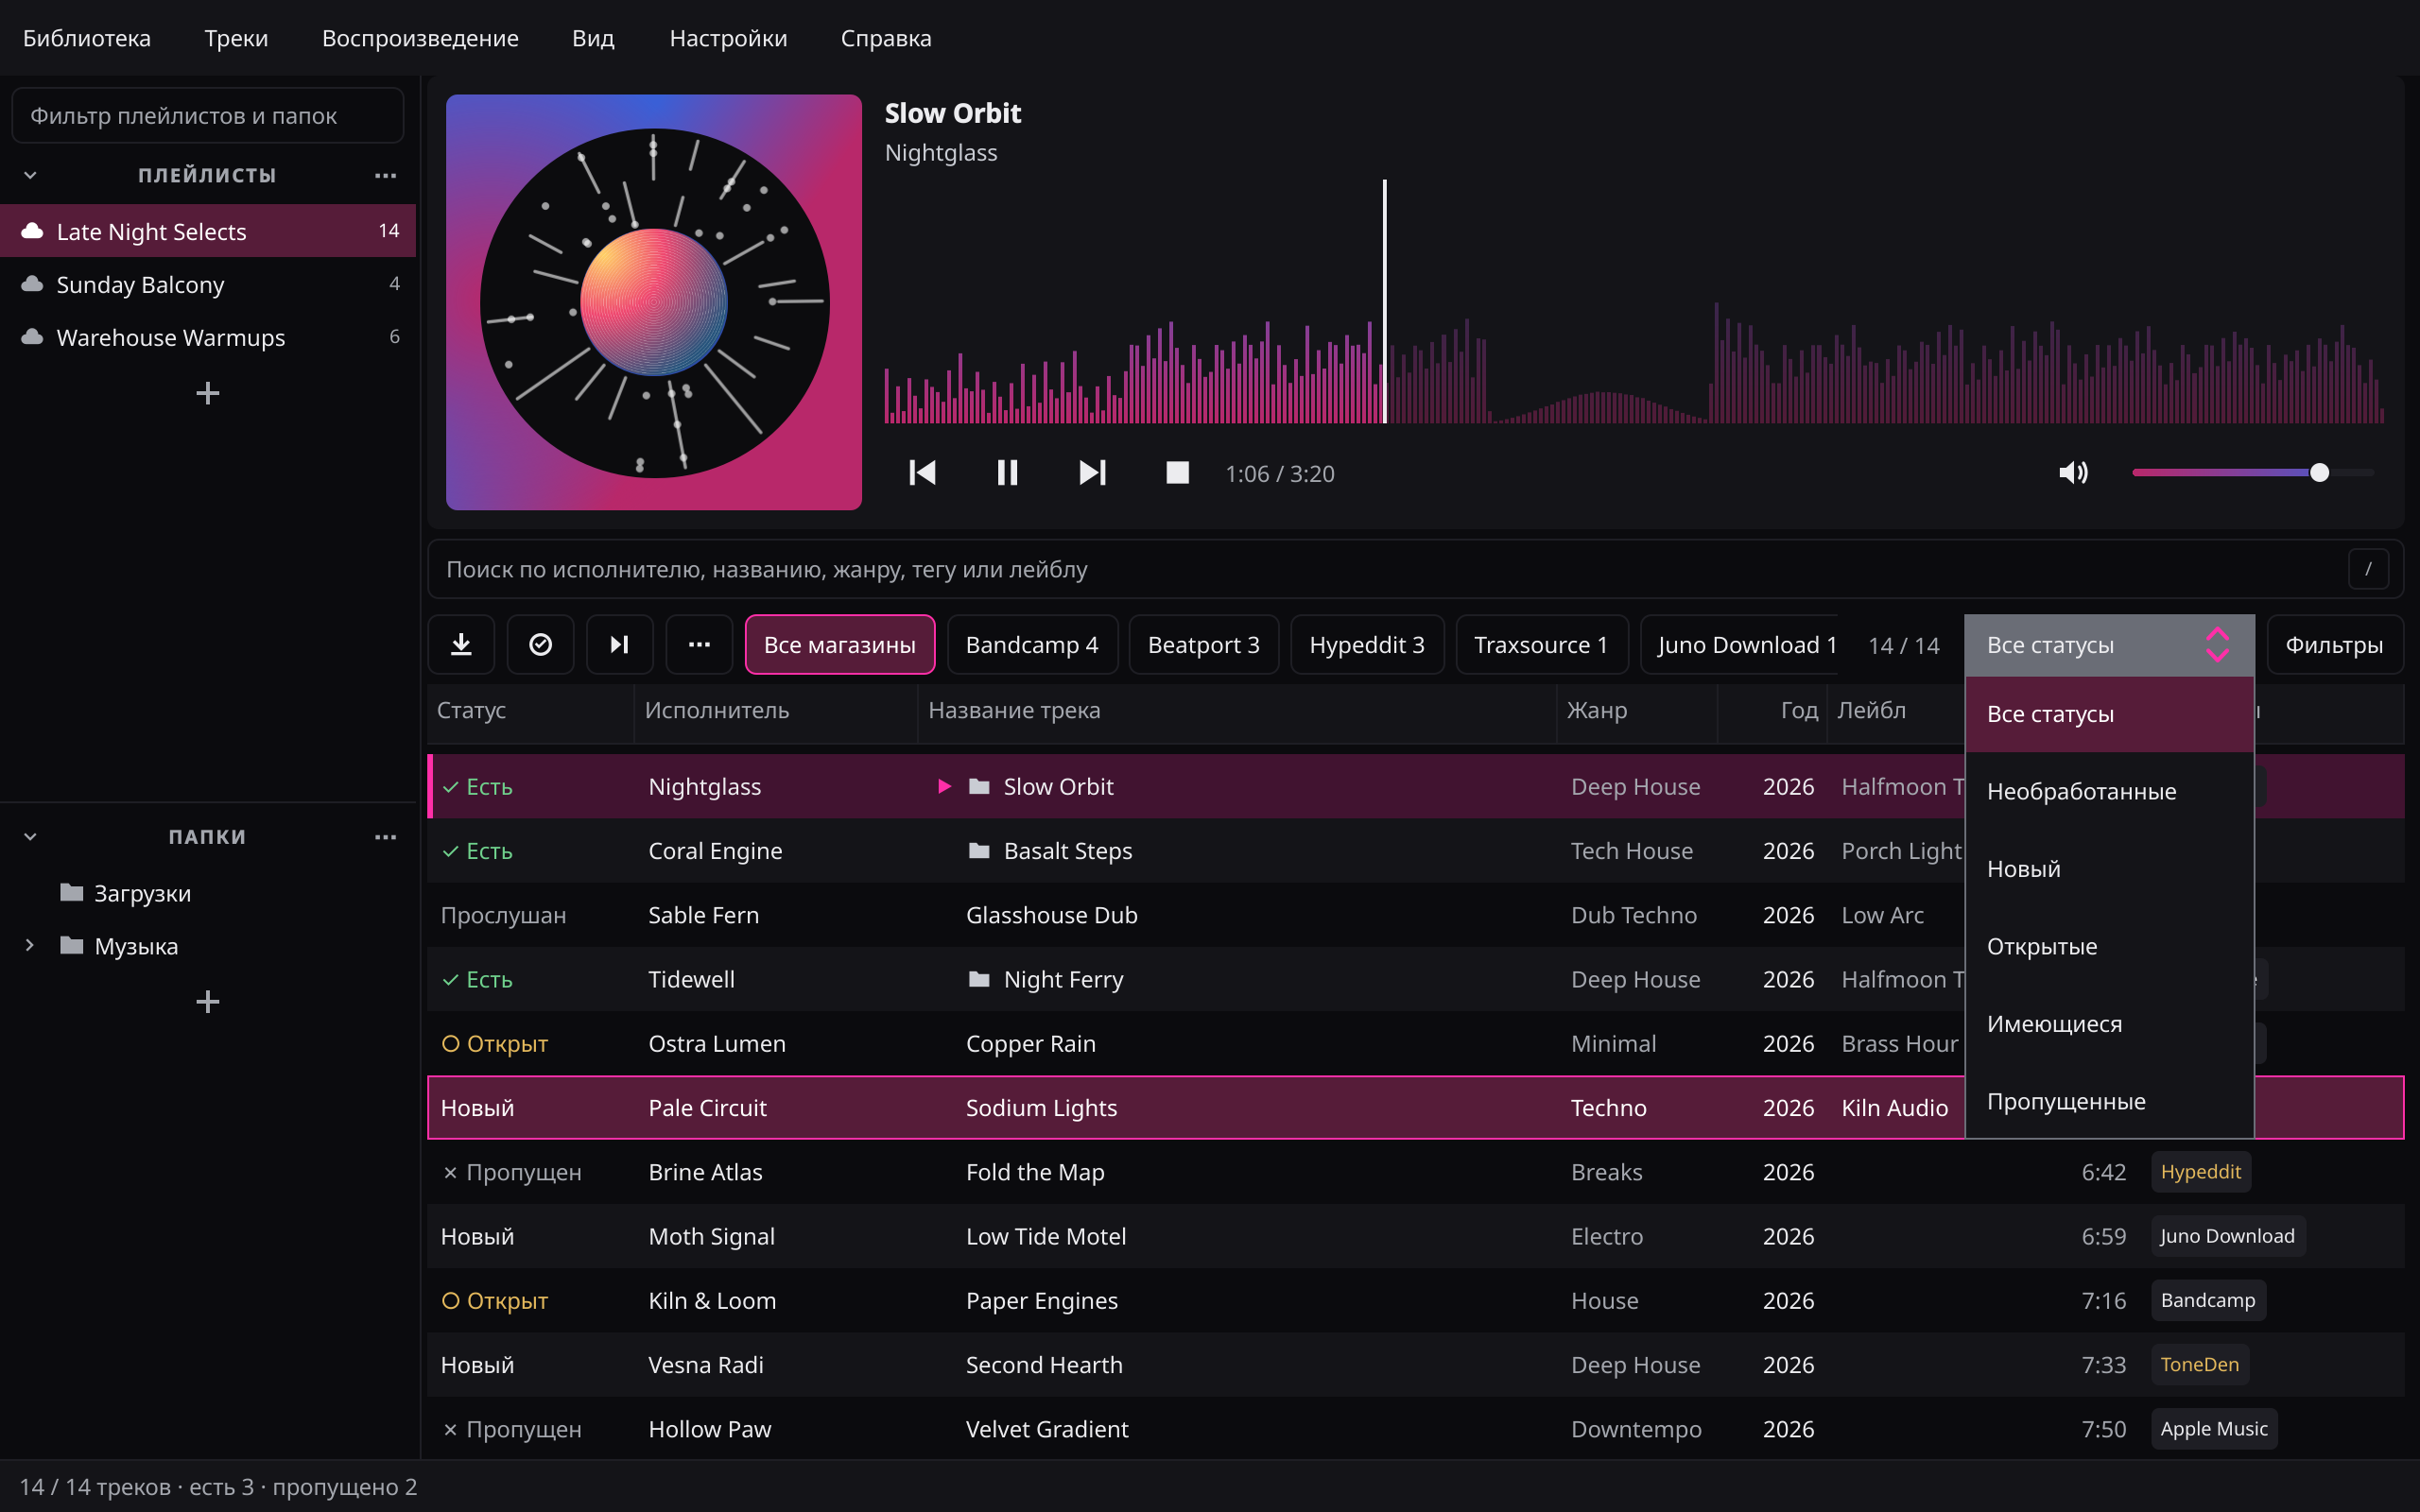 Библиотека Треки Воспроизведение Вид Настройки Справка
Фильтр плейлистов и папок
ПЛЕЙЛИСТЫ
Late Night Selects 14
Sunday Balcony 4
Warehouse Warmups 6
ПАПКИ
Загрузки
Музыка
Slow Orbit
Nightglass
1:06 / 3:20
Поиск по исполнителю, названию, жанру, тегу или лейблу /
Все магазины Bandcamp 4 Beatport 3 Hypeddit 3 Traxsource 1 Juno Download 1 14 / 14 Все статусы Фильтры
Все статусы
Необработанные
Новый
Открытые
Имеющиеся
Пропущенные
Статус Исполнитель Название трека Жанр Год Лейбл
Есть Nightglass Slow Orbit Deep House 2026 Halfmoon T
Есть Coral Engine Basalt Steps Tech House 2026 Porch Light
Прослушан Sable Fern Glasshouse Dub Dub Techno 2026 Low Arc
Есть Tidewell Night Ferry Deep House 2026 Halfmoon T
Открыт Ostra Lumen Copper Rain Minimal 2026 Brass Hour
Новый Pale Circuit Sodium Lights Techno 2026 Kiln Audio
Пропущен Brine Atlas Fold the Map Breaks 2026 6:42 Hypeddit
Новый Moth Signal Low Tide Motel Electro 2026 6:59 Juno Download
Открыт Kiln & Loom Paper Engines House 2026 7:16 Bandcamp
Новый Vesna Radi Second Hearth Deep House 2026 7:33 ToneDen
Пропущен Hollow Paw Velvet Gradient Downtempo 2026 7:50 Apple Music
14 / 14 треков · есть 3 · пропущено 2